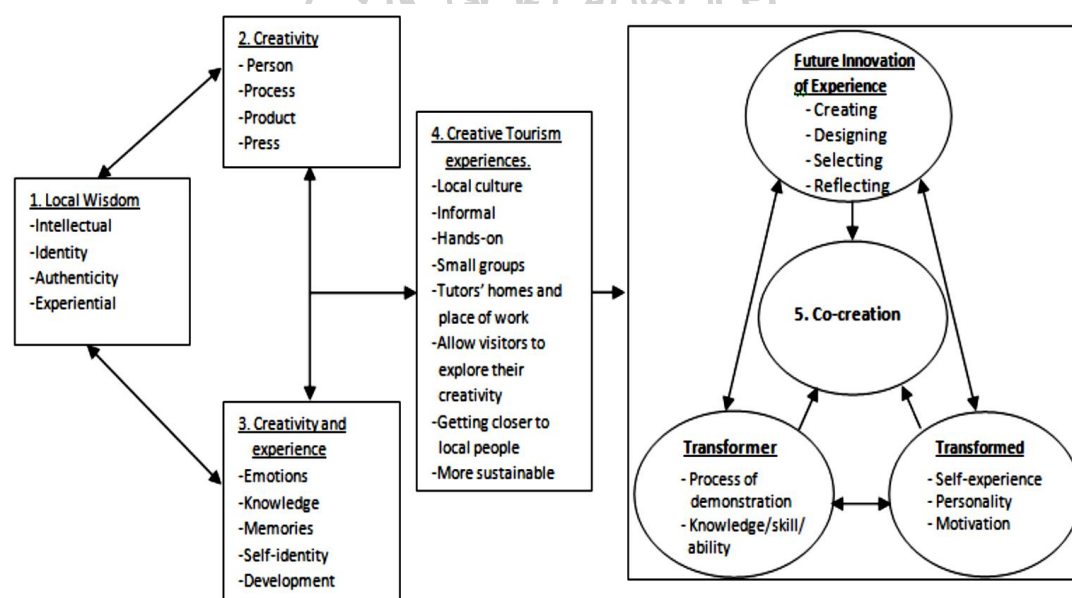 1. Local Wisdom
-Intellectual
-Identity
-Authenticity
-Experiential
2. Creativity
- Person
-Process
-Product
-Press
3. Creativity and
experience
-Emotions
-Knowledge
-Memories
-Self-identity
-Development
4. Creative Tourism
experiences.
-Local culture
-Informal
-Hands-on
-Small groups
-Tutors' homes and
place of work
-Allow visitors to
explore their
creativity
-Getting closer to
local people
-More sustainable
Future Innovation
of Experience
- Creating
- Designing
- Selecting
- Reflecting
5. Co-creation
Transformer
- Process of
demonstration
- Knowledge/skill/
ability
Transformed
- Self-experience
- Personality
- Motivation